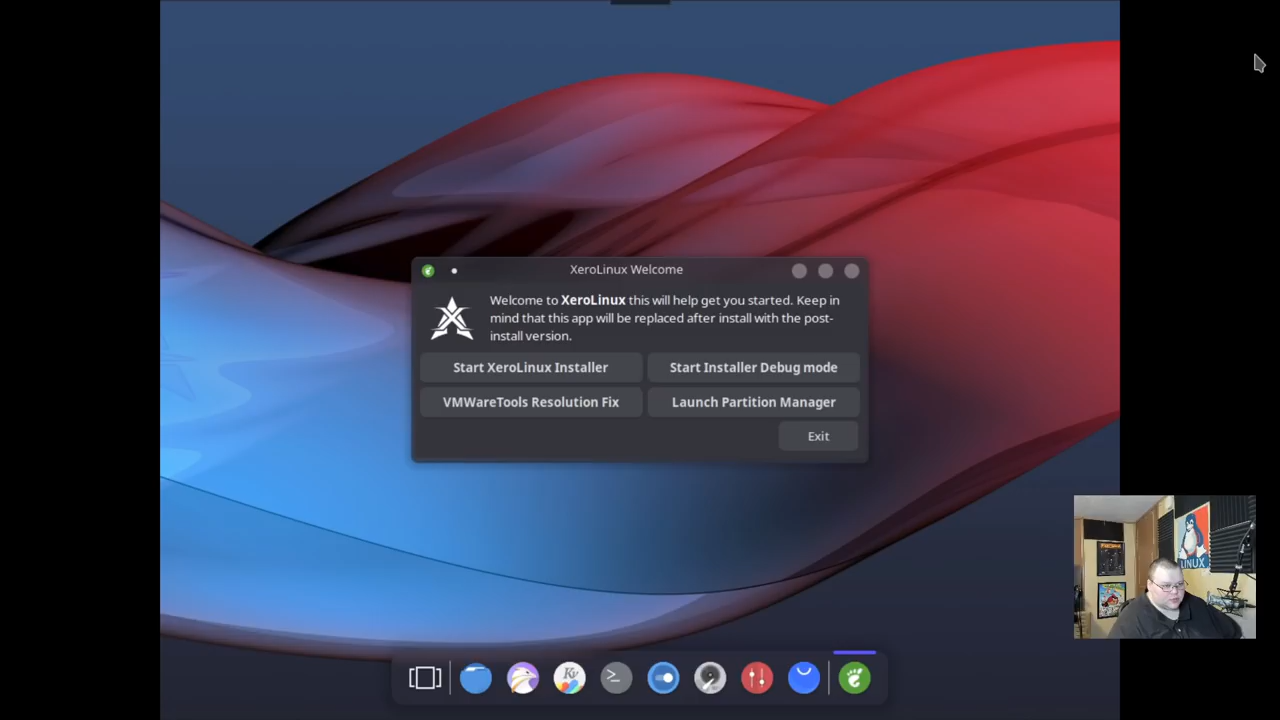 XeroLinux Welcome
Welcome to XeroLinux this will help get you started. Keep in
mind that this app will be replaced after install with the post-
install version.
Start XeroLinux Installer
Start Installer Debug mode
VMWareTools Resolution Fix
Launch Partition Manager
Exit
LINUX
Kv